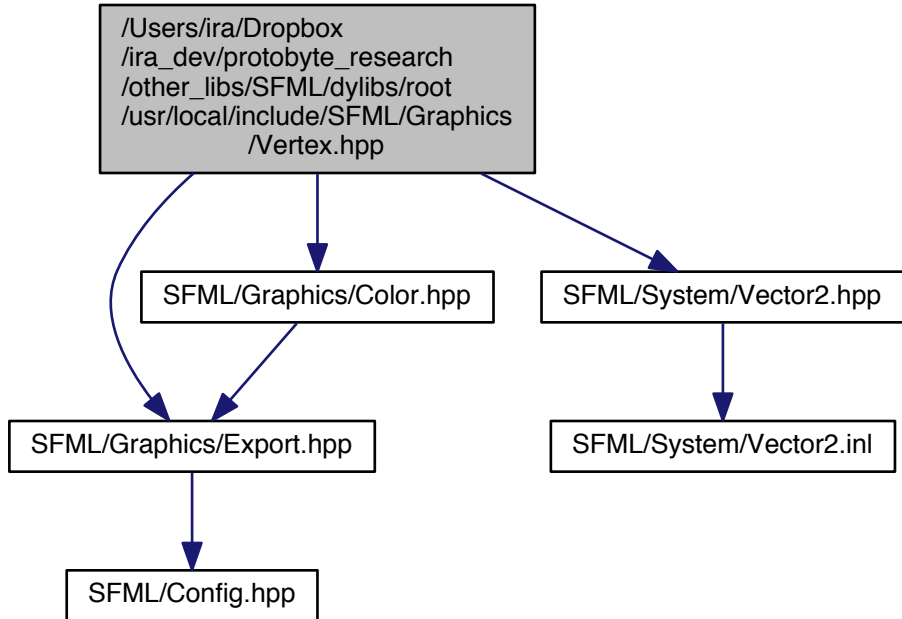 /Users/ira/Dropbox
/ira_dev/protobyte_research
/other_libs/SFML/dylibs/root
/usr/local/include/SFML/Graphics
/Vertex.hpp
SFML/Graphics/Color.hpp
SFML/System/Vector2.hpp
SFML/Graphics/Export.hpp
SFML/System/Vector2.inl
SFML/Config.hpp